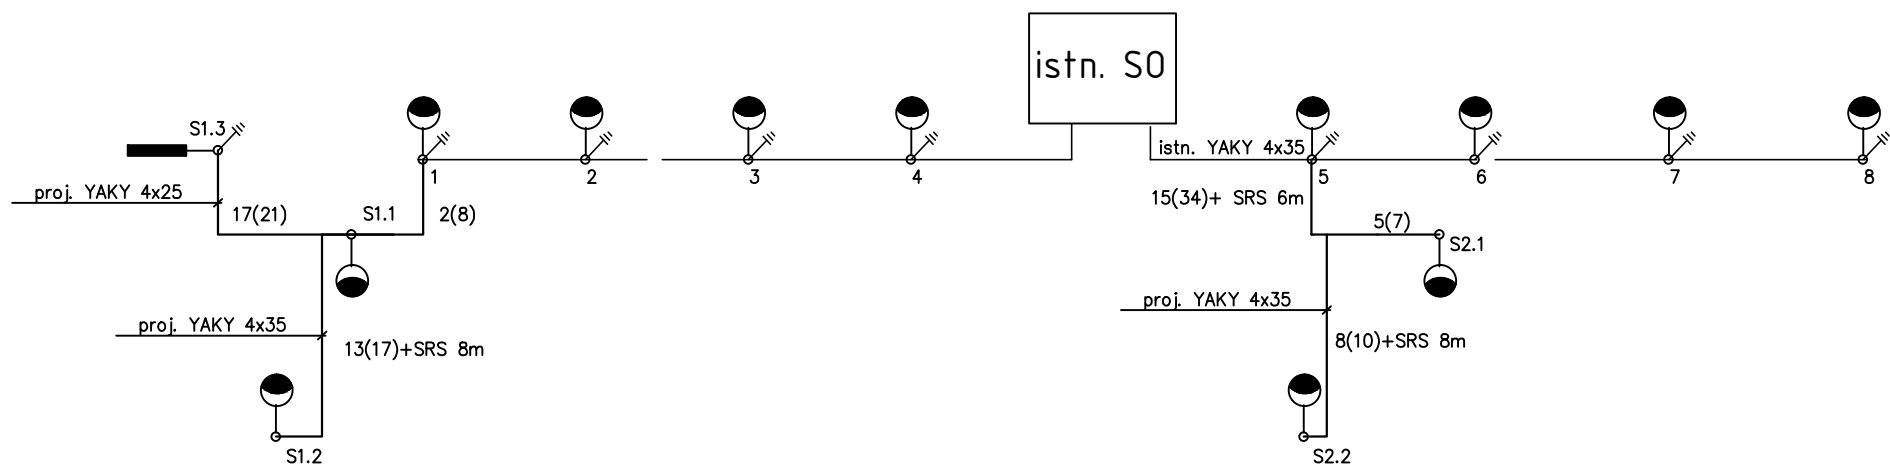 istn. SO
S1.3
istn. YAKY 4x35
1
2
3
4
5
6
7
8
proj. YAKY 4x25
17(21)
S1.1
2(8)
15(34)+ SRS 6m
5(7)
S2.1
proj. YAKY 4x35
13(17)+SRS 8m
proj. YAKY 4x35
8(10)+SRS 8m
S1.2
S2.2